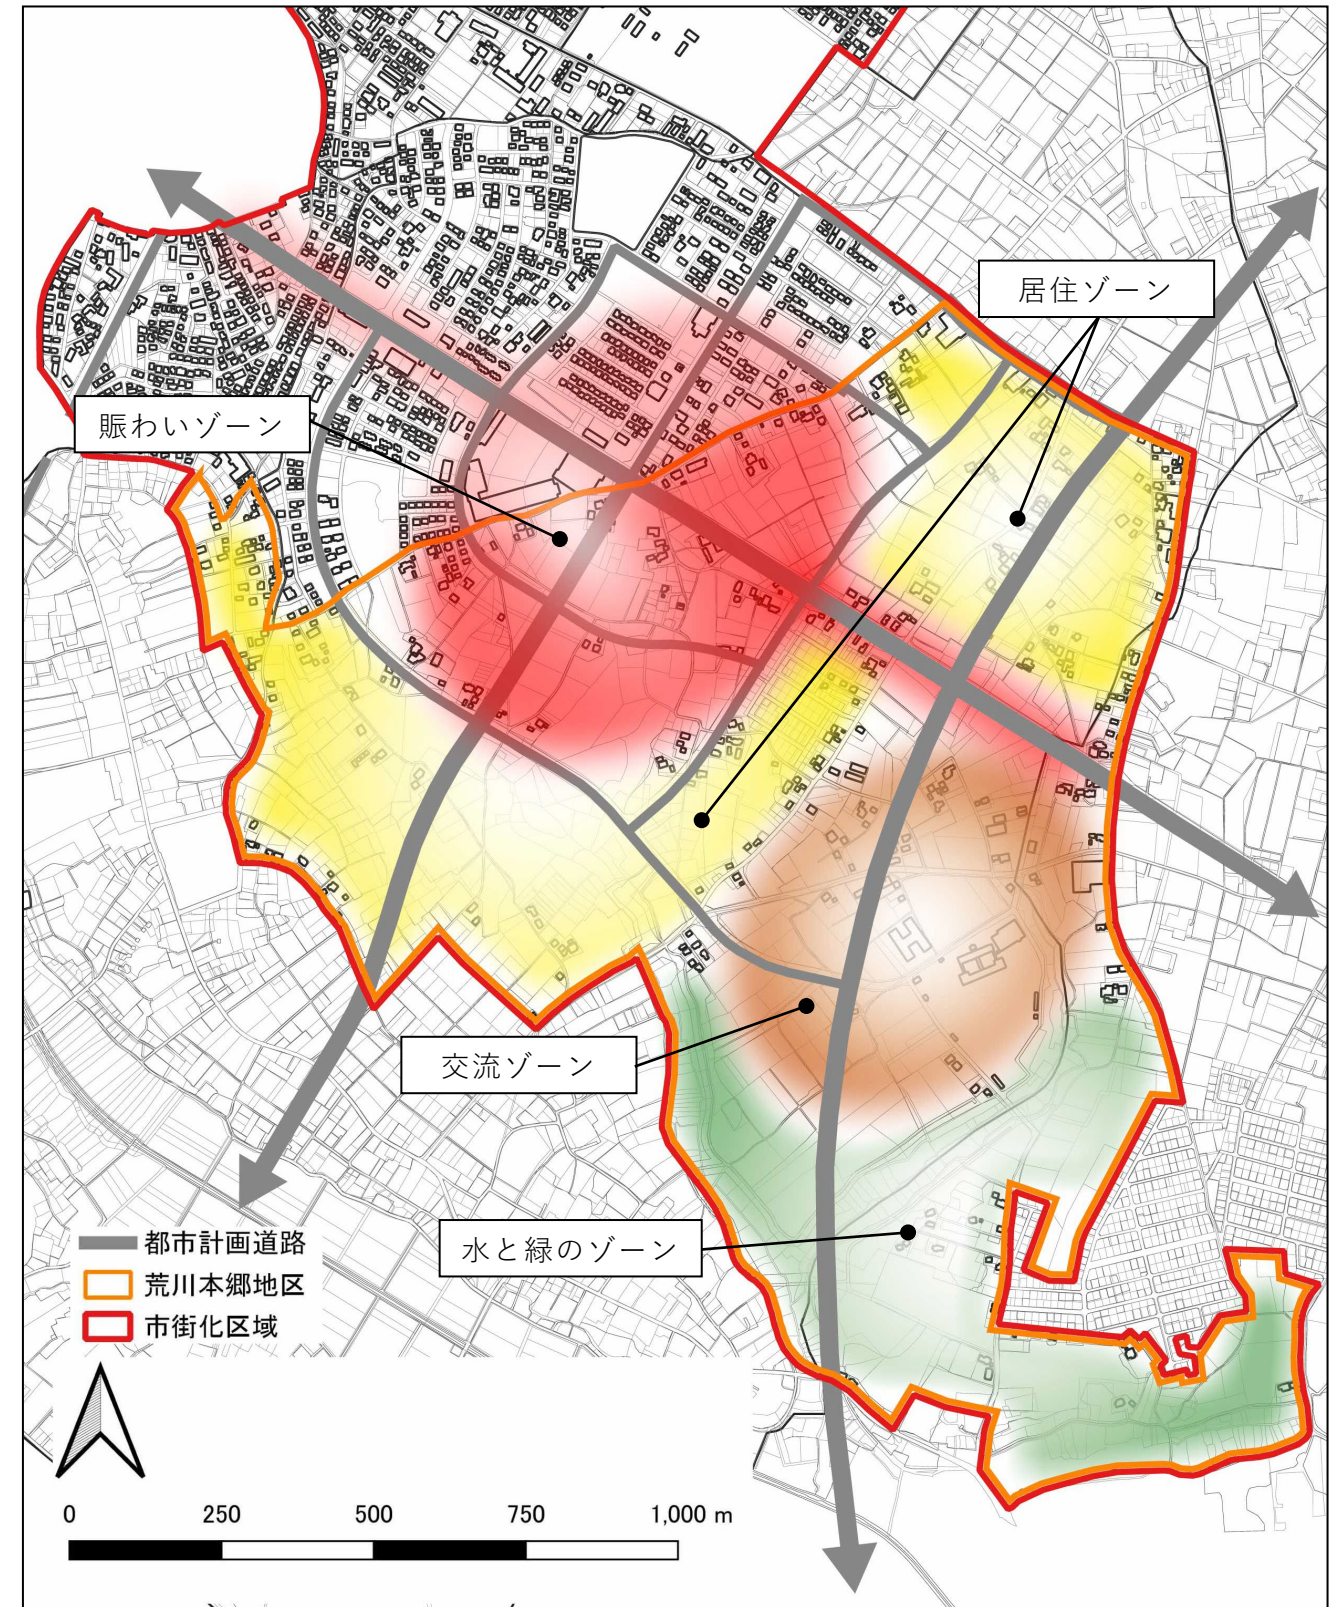 居住ゾーン
賑わいゾーン
交流ゾーン
水と緑のゾーン
都市計画道路
荒川本郷地区
市街化区域
0 250 500 750 1,000 m